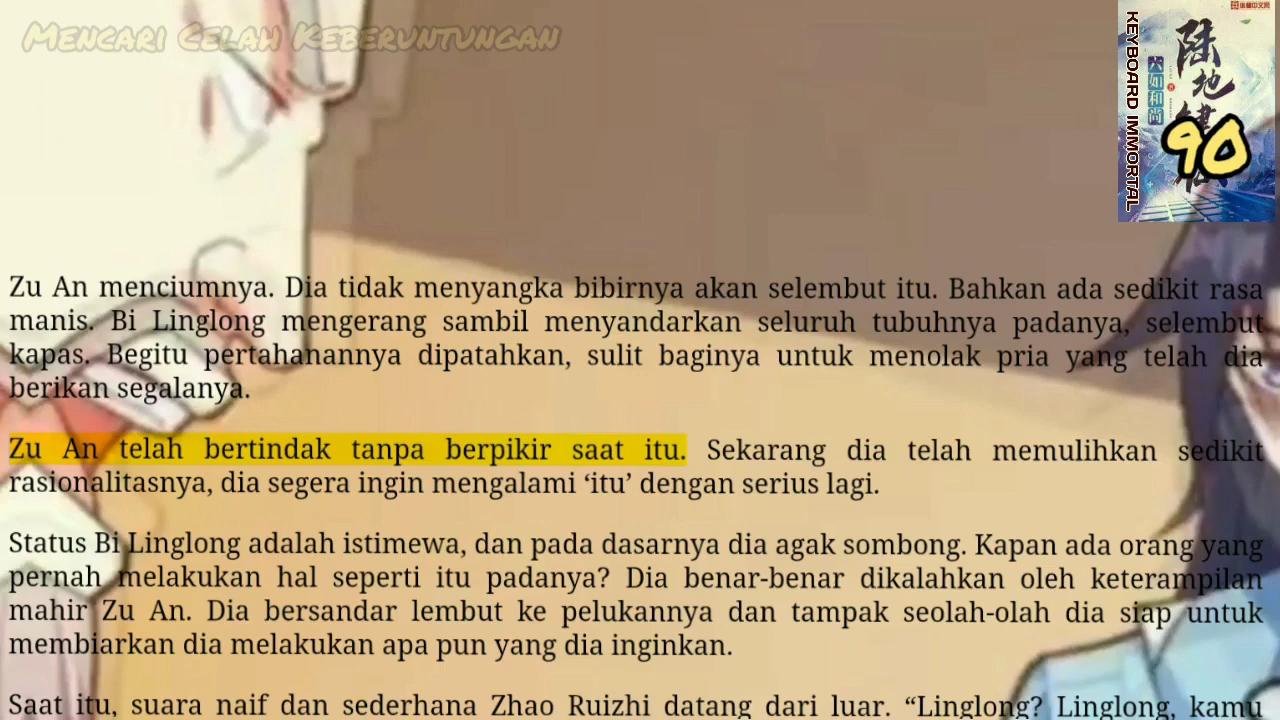 Mencari Celah Keberuntungan
KEYBOARD IMMORTAL
陆地
六如和尚
90
Zu An menciumnya. Dia tidak menyangka bibirnya akan selembut itu. Bahkan ada sedikit rasa
manis. Bi Linglong mengerang sambil menyandarkan seluruh tubuhnya padanya, selembut
kapas. Begitu pertahanannya dipatahkan, sulit baginya untuk menolak pria yang telah dia
berikan segalanya.
Zu An telah bertindak tanpa berpikir saat itu. Sekarang dia telah memulihkan sedikit
rasionalitasnya, dia segera ingin mengalami ‘itu’ dengan serius lagi.
Status Bi Linglong adalah istimewa, dan pada dasarnya dia agak sombong. Kapan ada orang yang
pernah melakukan hal seperti itu padanya? Dia benar-benar dikalahkan oleh keterampilan
mahir Zu An. Dia bersandar lembut ke pelukannya dan tampak seolah-olah dia siap untuk
membiarkan dia melakukan apa pun yang dia inginkan.
Saat itu, suara naif dan sederhana Zhao Ruizhi datang dari luar. “Linglong? Linglong, kamu